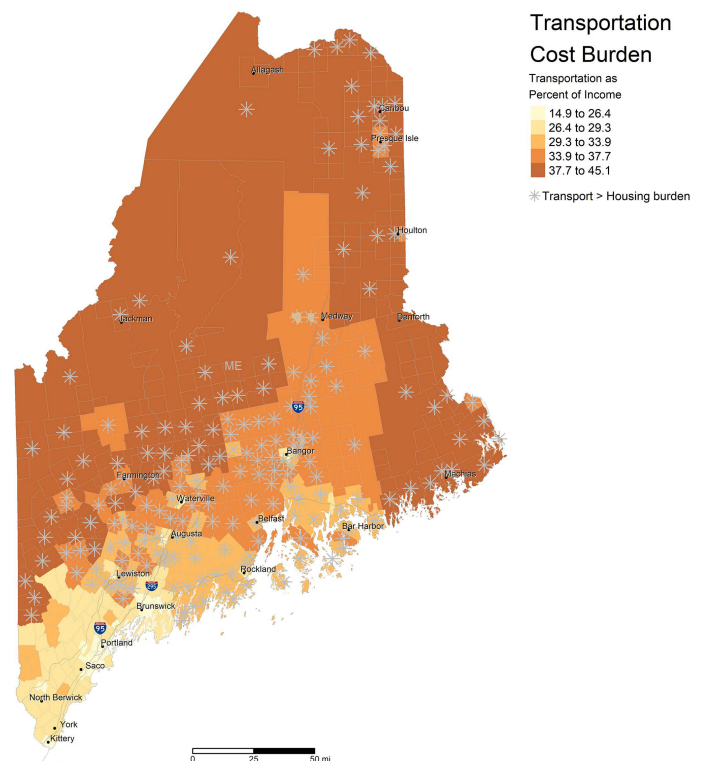 Transportation
Cost Burden
Transportation as
Percent of Income
14.9 to 26.4
26.4 to 29.3
29.3 to 33.9
33.9 to 37.7
37.7 to 45.1
Transport > Housing burden
Allagash
Caribou
Presque Isle
Houlton
Medway
Danforth
Jackman
ME
95
Bangor
Farmington
Machias
Waterville
Belfast
Bar Harbor
Augusta
Rockland
Lewiston
95
Brunswick
95
Portland
Saco
North Berwick
York
Kittery
0 25 50 mi